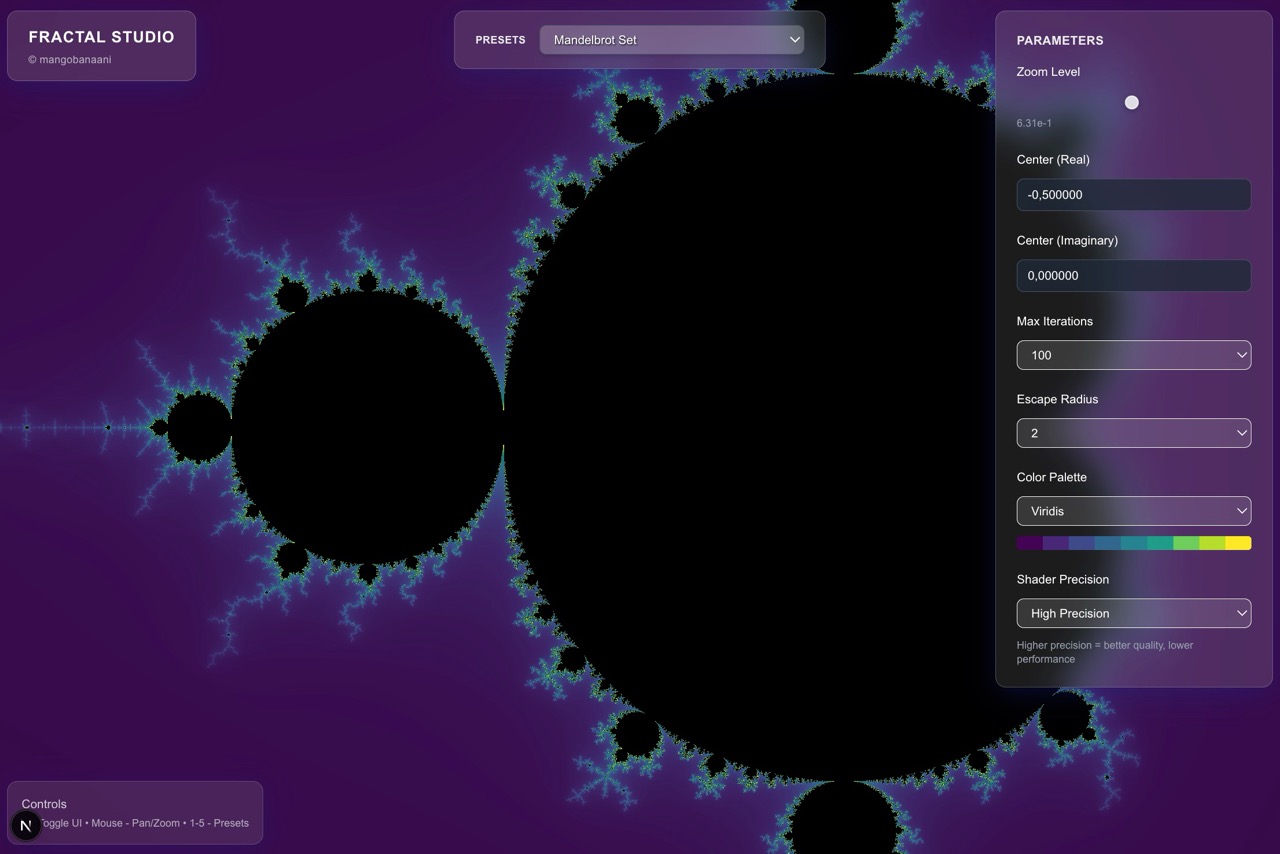 FRACTAL STUDIO
© mangobanaani
PRESETS
Mandelbrot Set
PARAMETERS
Zoom Level
6.31e-1
Center (Real)
-0,500000
Center (Imaginary)
0,000000
Max Iterations
100
Escape Radius
2
Color Palette
Viridis
Shader Precision
High Precision
Higher precision = better quality, lower
performance
Controls
N
Toggle UI • Mouse - Pan/Zoom • 1-5 - Presets